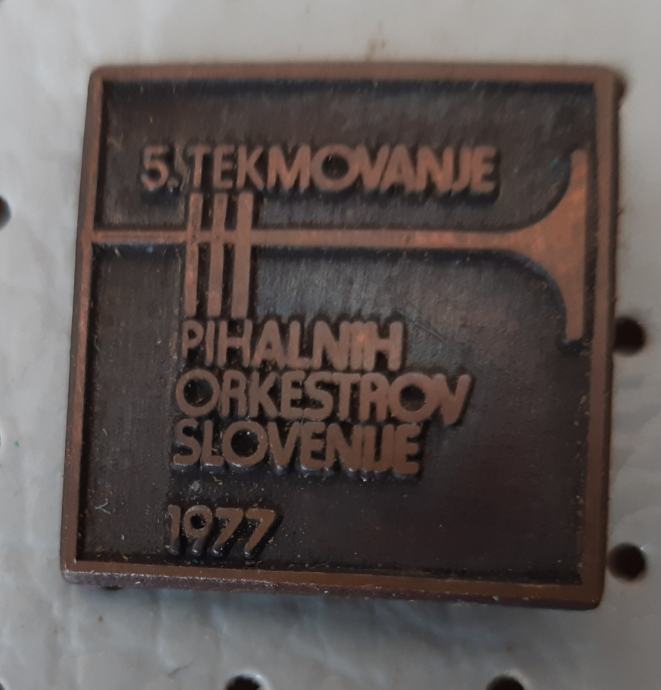 5. TEKMOVANJE
PIHALNIH
ORKESTROV
SLOVENIJE
1977